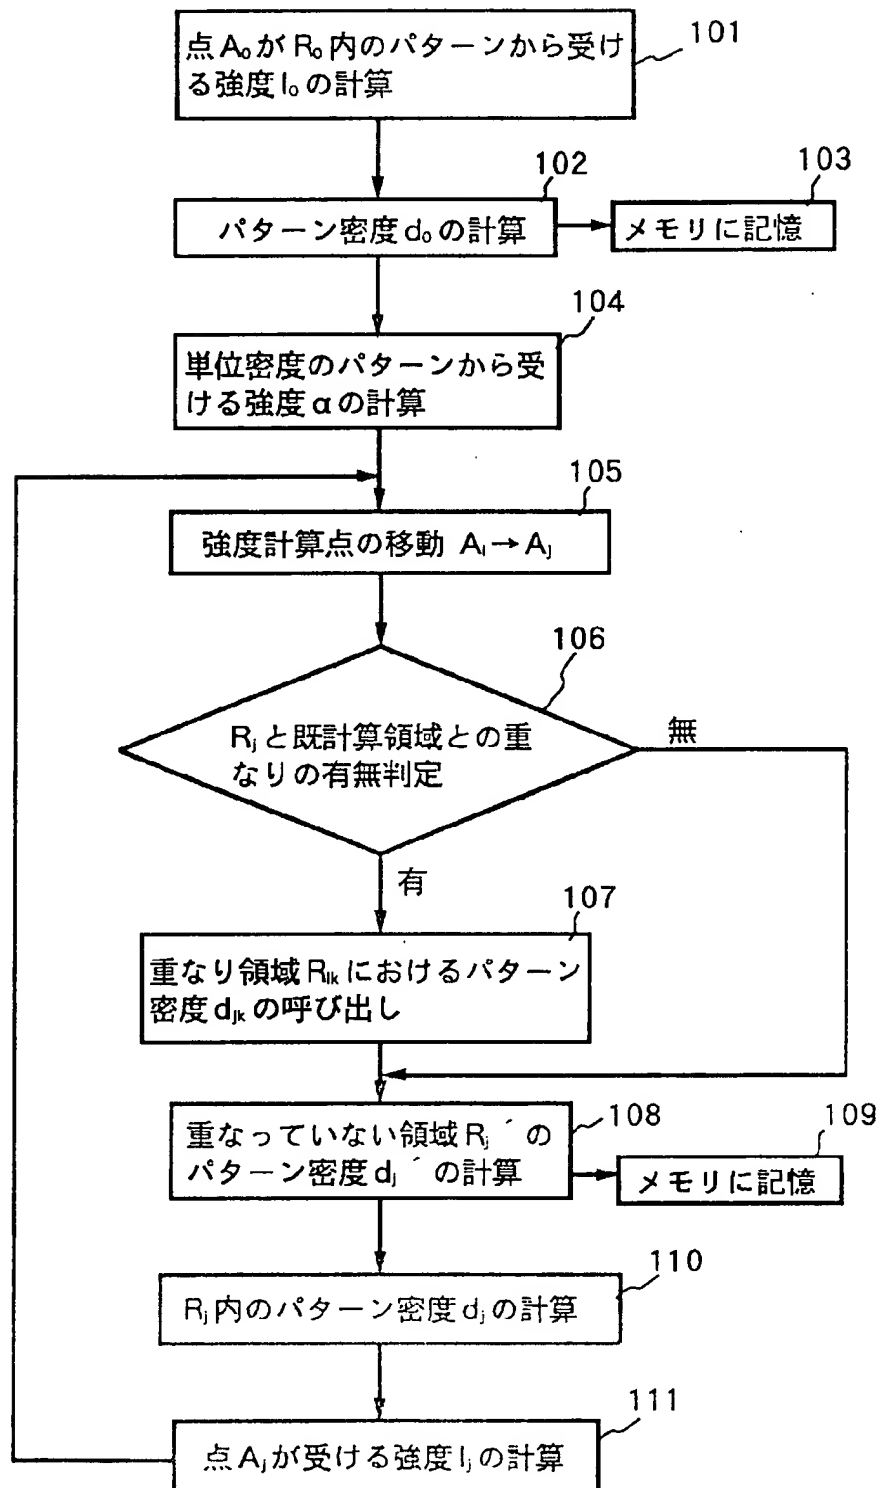 点A₀がR₀内のパターンから受け
る強度I₀の計算
101
102
パターン密度d₀の計算
103
メモリに記憶
104
単位密度のパターンから受
ける強度αの計算
105
強度計算点の移動 Aᵢ→Aⱼ
106
Rⱼと既計算領域との重
なりの有無判定
無
有
107
重なり領域Rₗₖにおけるパターン
密度dⱼₖの呼び出し
108
重なっていない領域Rⱼ´の
パターン密度dⱼ´の計算
109
メモリに記憶
110
Rⱼ内のパターン密度dⱼの計算
111
点Aⱼが受ける強度Iⱼの計算